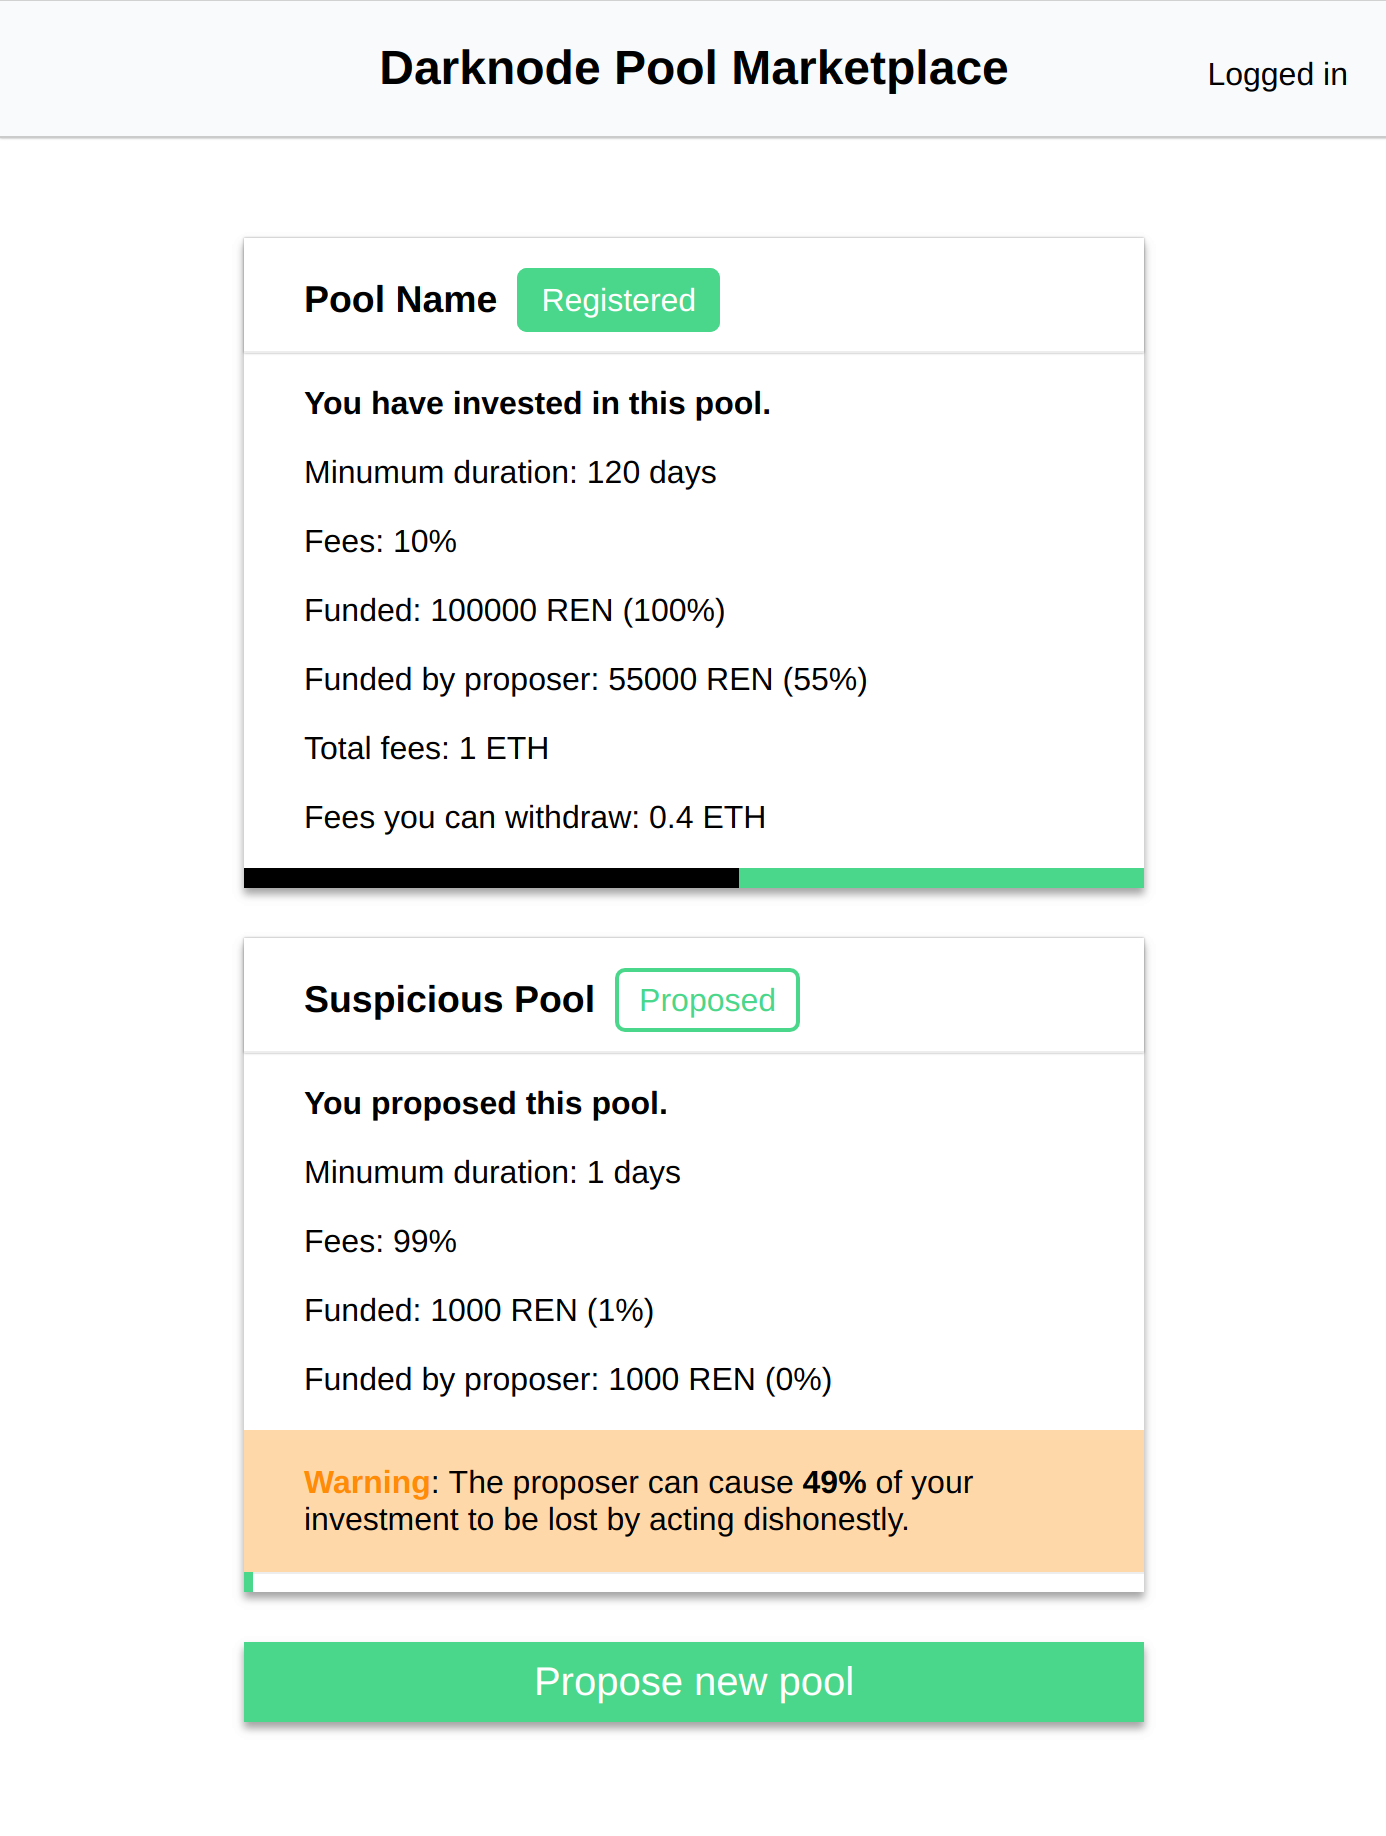 Darknode Pool Marketplace
Logged in
Pool Name
Registered
You have invested in this pool.
Minumum duration: 120 days
Fees: 10%
Funded: 100000 REN (100%)
Funded by proposer: 55000 REN (55%)
Total fees: 1 ETH
Fees you can withdraw: 0.4 ETH
Suspicious Pool
Proposed
You proposed this pool.
Minumum duration: 1 days
Fees: 99%
Funded: 1000 REN (1%)
Funded by proposer: 1000 REN (0%)
Warning: The proposer can cause 49% of your
investment to be lost by acting dishonestly.
Propose new pool